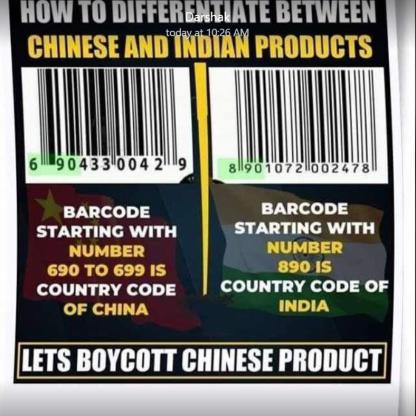 HOW TO DIFFERENTIATE BETWEEN
Darshak
today at 10:26 AM
CHINESE AND INDIAN PRODUCTS
6 904330042 9
8 901072 002478
BARCODE
STARTING WITH
NUMBER
690 TO 699 IS
COUNTRY CODE
OF CHINA
BARCODE
STARTING WITH
NUMBER
890 IS
COUNTRY CODE OF
INDIA
LETS BOYCOTT CHINESE PRODUCT